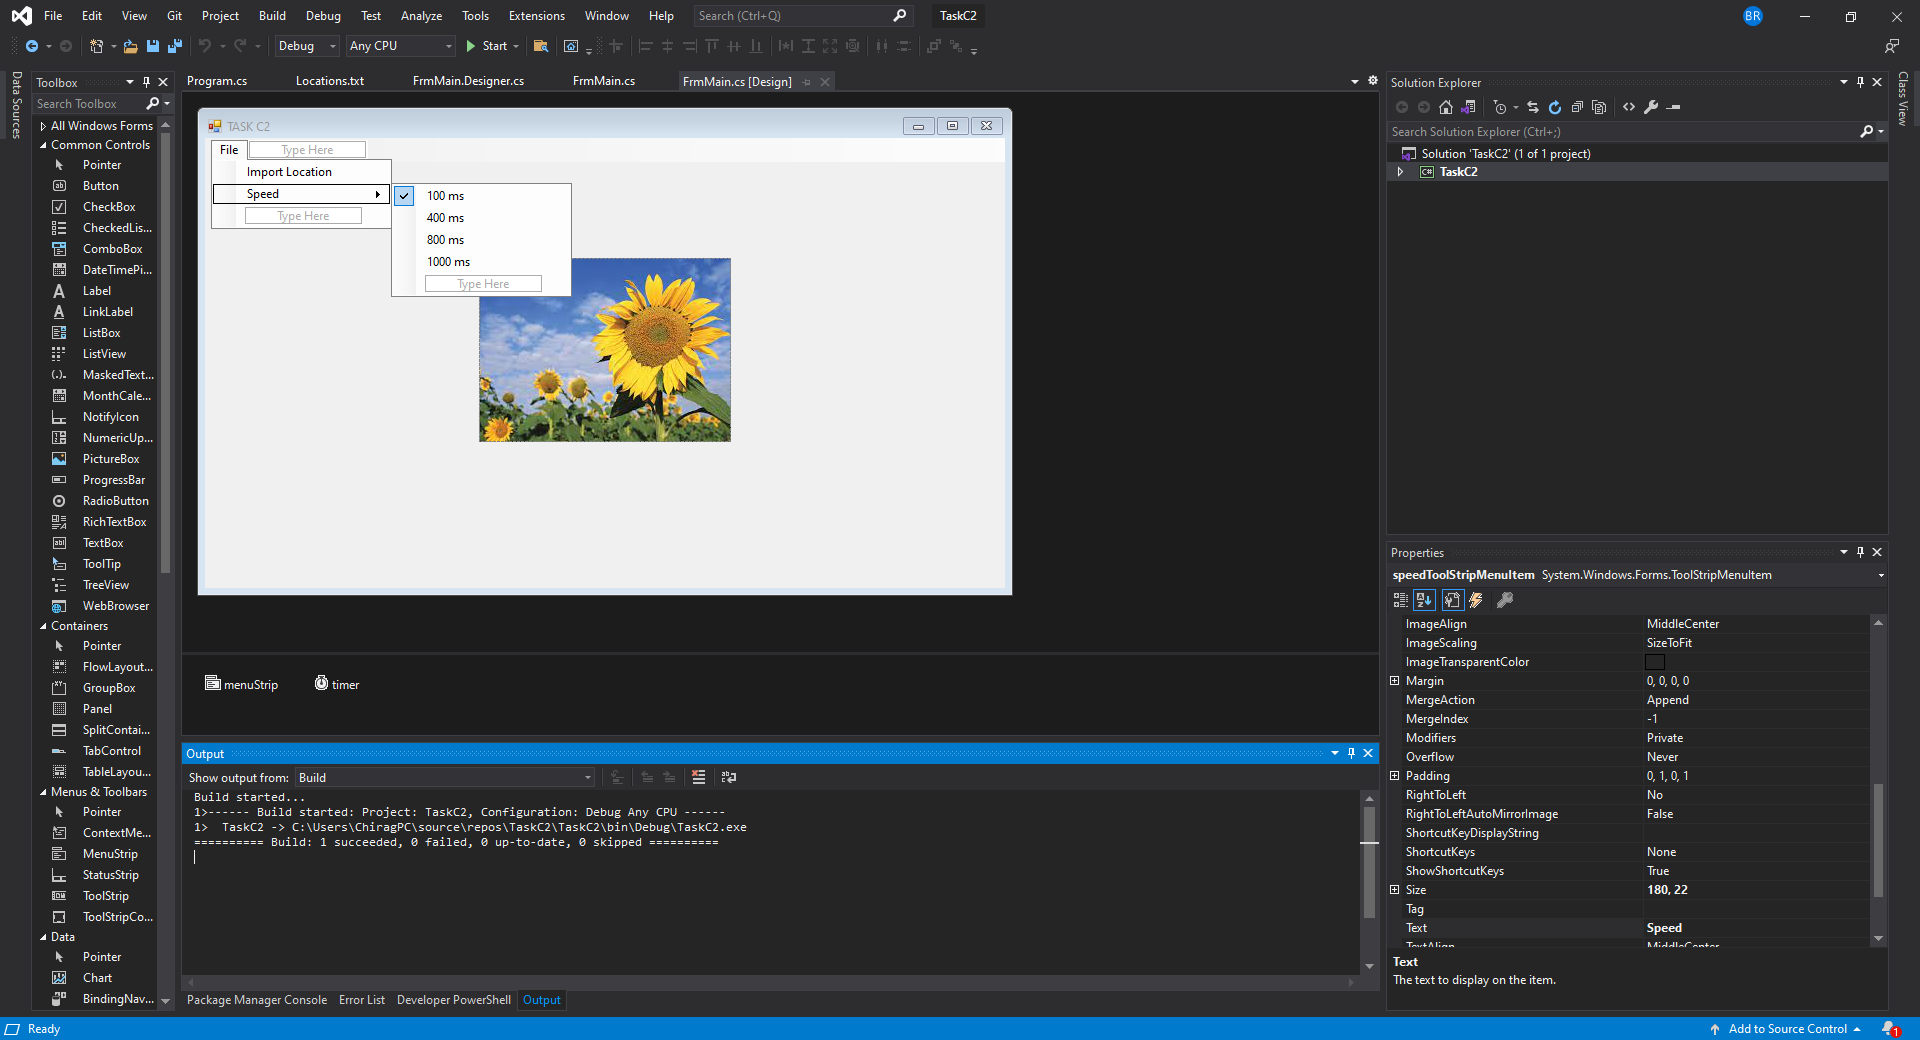 File Edit View Git Project Build Debug Test Analyze Tools Extensions Window Help Search (Ctrl+Q) TaskC2 BR
Debug Any CPU Start
Data Sources
Toolbox
Search Toolbox
All Windows Forms
Common Controls
Pointer
Button
CheckBox
CheckedLis...
ComboBox
DateTimePi...
Label
LinkLabel
ListBox
ListView
MaskedText...
MonthCale...
NotifyIcon
NumericUp...
PictureBox
ProgressBar
RadioButton
RichTextBox
TextBox
ToolTip
TreeView
WebBrowser
Containers
Pointer
FlowLayout...
GroupBox
Panel
SplitContai...
TabControl
TableLayou...
Menus & Toolbars
Pointer
ContextMe...
MenuStrip
StatusStrip
ToolStrip
ToolStripCo...
Data
Pointer
Chart
BindingNav...
Program.cs Locations.txt FrmMain.Designer.cs FrmMain.cs FrmMain.cs [Design]
TASK C2
File Type Here
Import Location
Speed
Type Here
100 ms
400 ms
800 ms
1000 ms
Type Here
menuStrip timer
Output
Show output from: Build
Build started...
1>------ Build started: Project: TaskC2, Configuration: Debug Any CPU ------
1>  TaskC2 -> C:\Users\ChiragPC\source\repos\TaskC2\TaskC2\bin\Debug\TaskC2.exe
========== Build: 1 succeeded, 0 failed, 0 up-to-date, 0 skipped ==========
Package Manager Console Error List Developer PowerShell Output
Solution Explorer
Search Solution Explorer (Ctrl+;)
Solution 'TaskC2' (1 of 1 project)
C# TaskC2
Class View
Properties
speedToolStripMenuItem System.Windows.Forms.ToolStripMenuItem
ImageAlign MiddleCenter
ImageScaling SizeToFit
ImageTransparentColor
Margin 0, 0, 0, 0
MergeAction Append
MergeIndex -1
Modifiers Private
Overflow Never
Padding 0, 1, 0, 1
RightToLeft No
RightToLeftAutoMirrorImage False
ShortcutKeyDisplayString
ShortcutKeys None
ShowShortcutKeys True
Size 180, 22
Tag
Text Speed
TextAlign MiddleCenter
Text
The text to display on the item.
Ready Add to Source Control 1